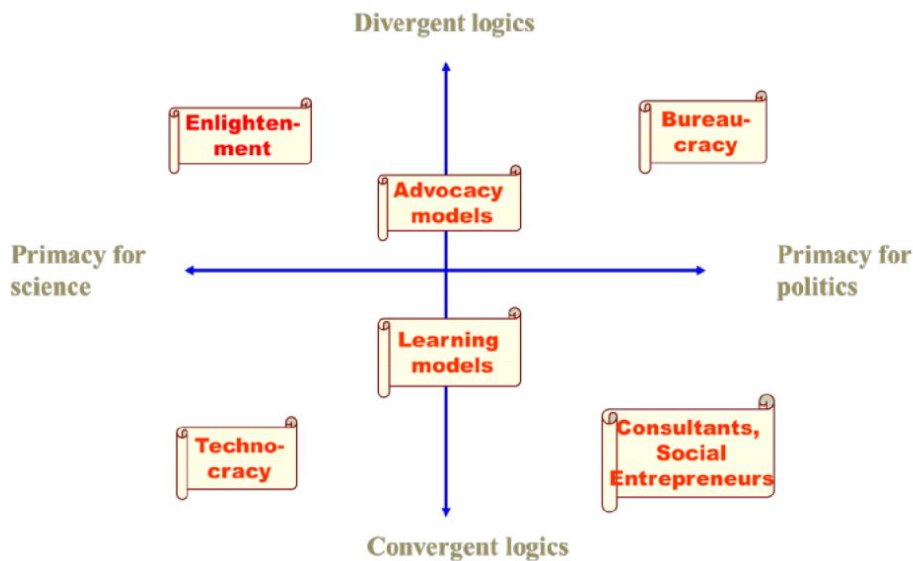 Divergent logics
Enlighten-
ment
Bureau-
cracy
Advocacy
models
Primacy for
science
Primacy for
politics
Learning
models
Techno-
cracy
Consultants,
Social
Entrepreneurs
Convergent logics